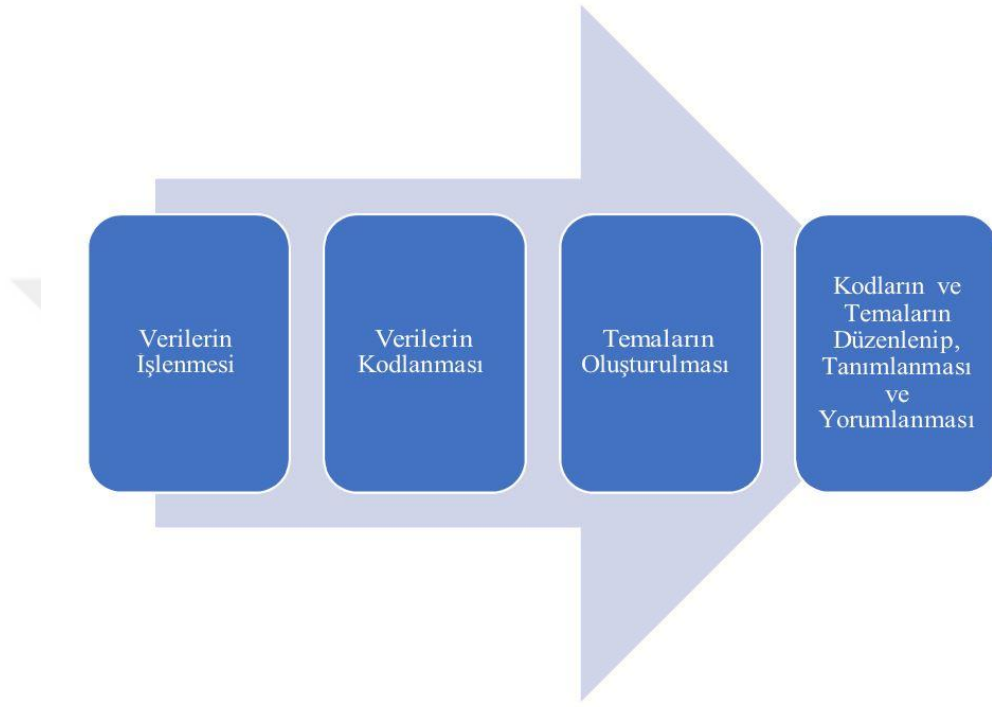 Verilerin
İşlenmesi
Verilerin
Kodlanması
Temaların
Oluşturulması
Kodların ve
Temaların
Düzenlenip,
Tanımlanması
ve
Yorumlanması